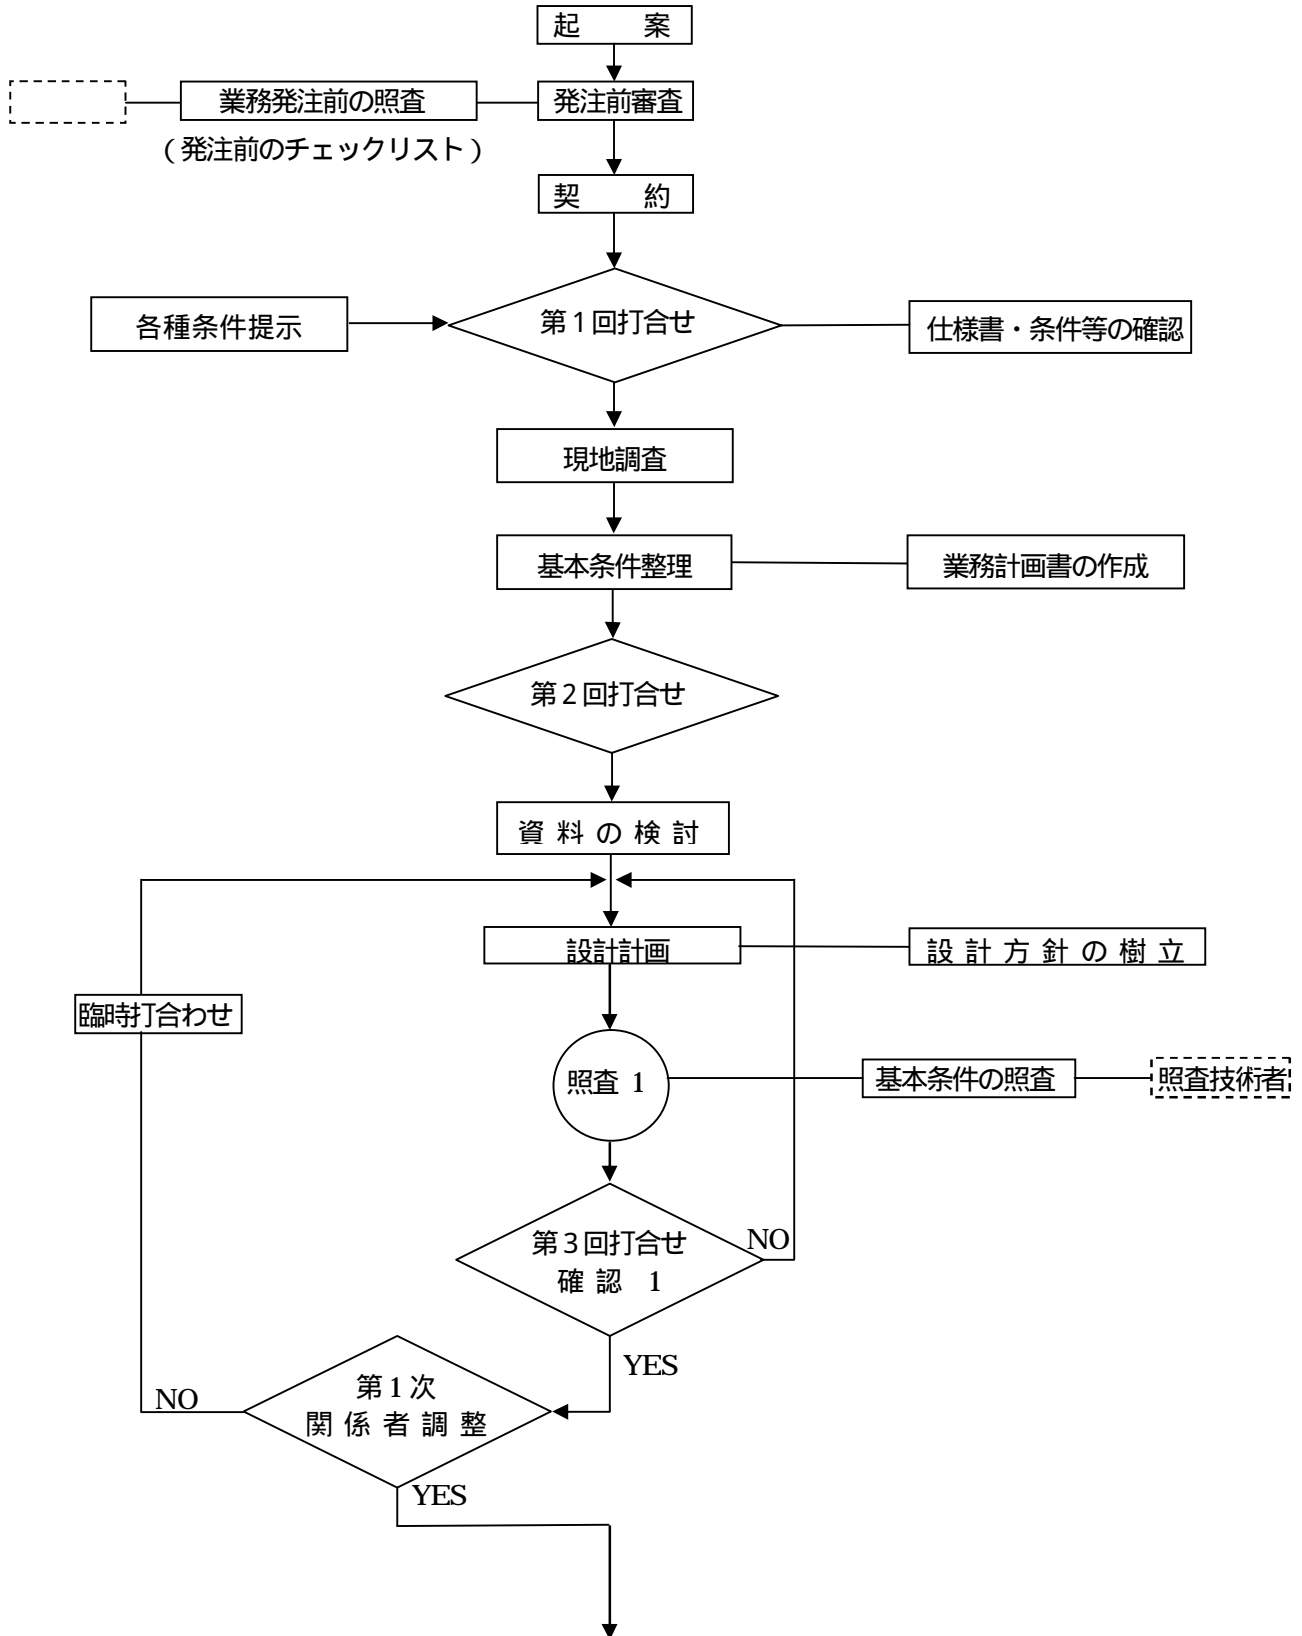 起　　案
業務発注前の照査
発注前審査
（発注前のチェックリスト）
契　　約
各種条件提示
第１回打合せ
仕様書・条件等の確認
現地調査
基本条件整理
業務計画書の作成
第２回打合せ
資 料 の 検 討
設計計画
設 計 方 針 の 樹 立
臨時打合わせ
照査 1
基本条件の照査
照査技術者
第３回打合せ
確 認　1
NO
YES
第１次
関 係 者 調 整
NO
YES